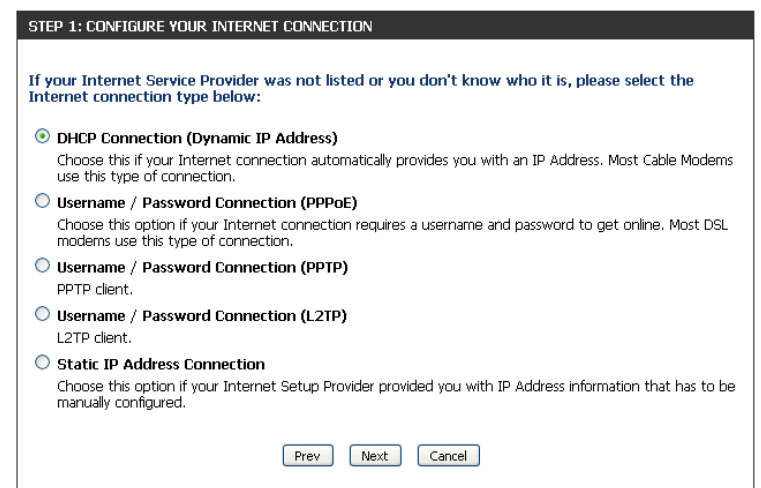 STEP 1: CONFIGURE YOUR INTERNET CONNECTION
If your Internet Service Provider was not listed or you don't know who it is, please select the
Internet connection type below:
DHCP Connection (Dynamic IP Address)
Choose this if your Internet connection automatically provides you with an IP Address. Most Cable Modems
use this type of connection.
Username / Password Connection (PPPoE)
Choose this option if your Internet connection requires a username and password to get online. Most DSL
modems use this type of connection.
Username / Password Connection (PPTP)
PPTP client.
Username / Password Connection (L2TP)
L2TP client.
Static IP Address Connection
Choose this option if your Internet Setup Provider provided you with IP Address information that has to be
manually configured.
Prev Next Cancel